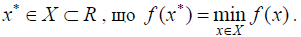 x* ∈ X ⊂ R , що f(x*) = min f(x) .
x∈X